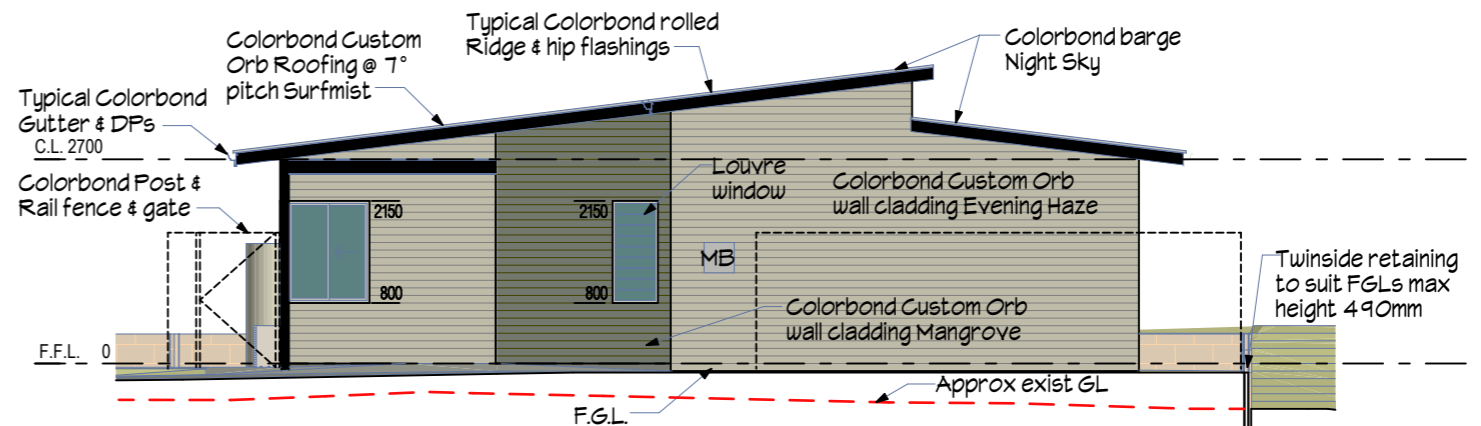 Typical Colorbond rolled
Ridge & hip flashings
Colorbond Custom
Orb Roofing @ 7°
pitch Surfmist
Colorbond barge
Night Sky
Typical Colorbond
Gutter & DPs
C.L. 2700
Colorbond Post &
Rail fence & gate
Louvre
window
Colorbond Custom Orb
wall cladding Evening Haze
2150
2150
MB
Twinside retaining
to suit FGLs max
height 490mm
800
800
Colorbond Custom Orb
wall cladding Mangrove
F.F.L. 0
Approx exist GL
F.G.L.